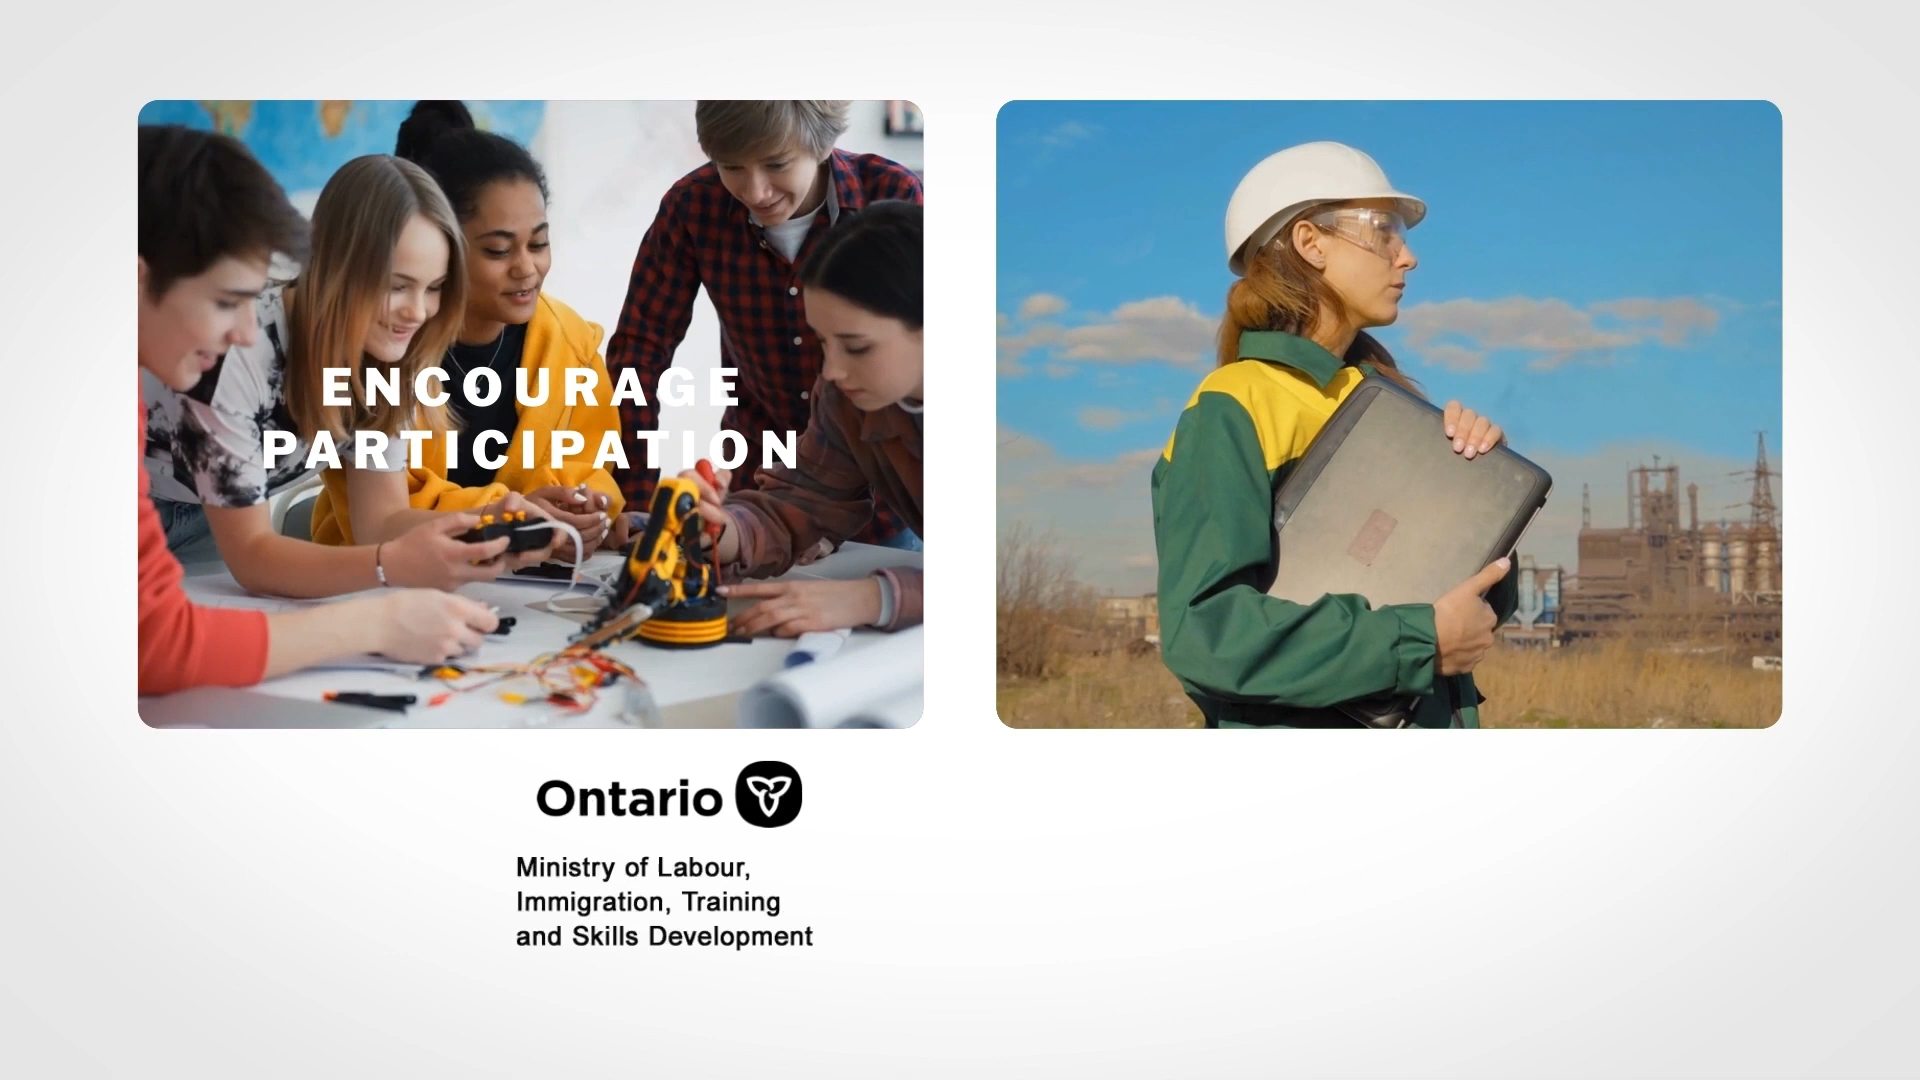 ENCOURAGE
PARTICIPATION
Ontario
Ministry of Labour,
Immigration, Training
and Skills Development